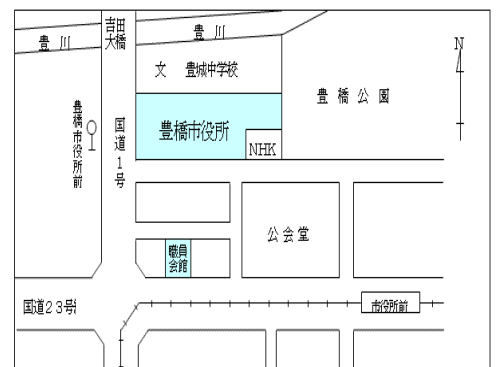 吉田
大橋
豊川
豊川
N
文 豊城中学校
豊橋公園
豊橋市役所前
国道1号
豊橋市役所
NHK
公会堂
職員
会館
国道23号
市役所前